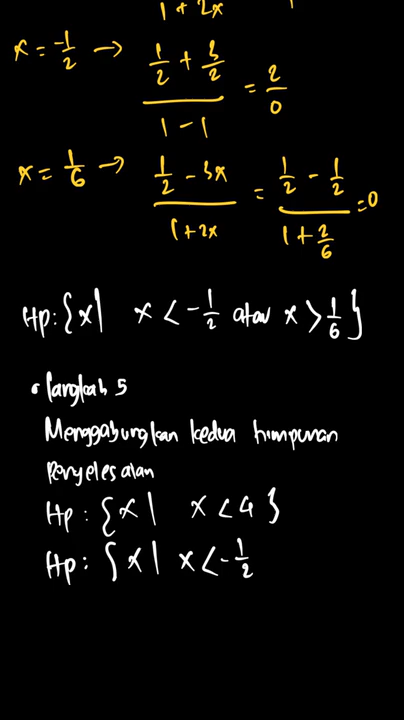 1 + 2x
x = -1/2 → (1/2 + 3/2)/(1 - 1) = 2/0
x = 1/6 → (1/2 - 3x)/(1 + 2x) = (1/2 - 1/2)/(1 + 2/6) = 0
Hp: {x | x < -1/2 atau x > 1/6}
• langkah 5
Menggabungkan kedua himpunan
Penyelesaian
Hp: {x | x < 4}
Hp: {x | x < -1/2